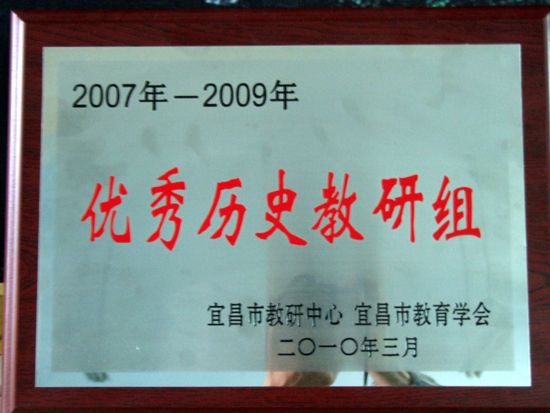 2007年－2009年
优秀历史教研组
宜昌市教研中心 宜昌市教育学会
二〇一〇年三月